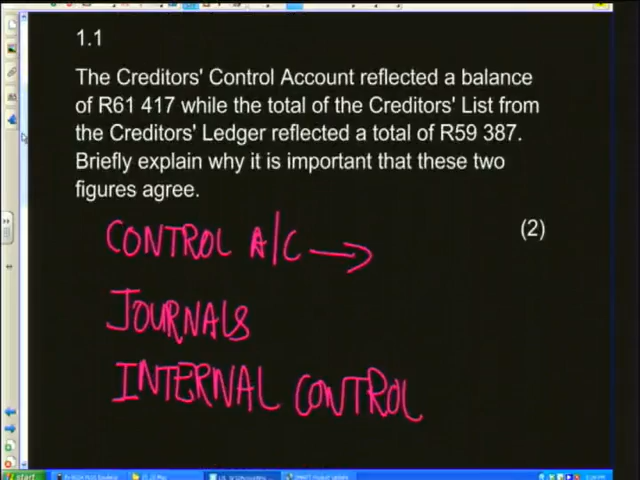 1.1
The Creditors' Control Account reflected a balance
of R61 417 while the total of the Creditors' List from
the Creditors' Ledger reflected a total of R59 387.
Briefly explain why it is important that these two
figures agree.
(2)
CONTROL A/C →
JOURNALS
INTERNAL CONTROL
start